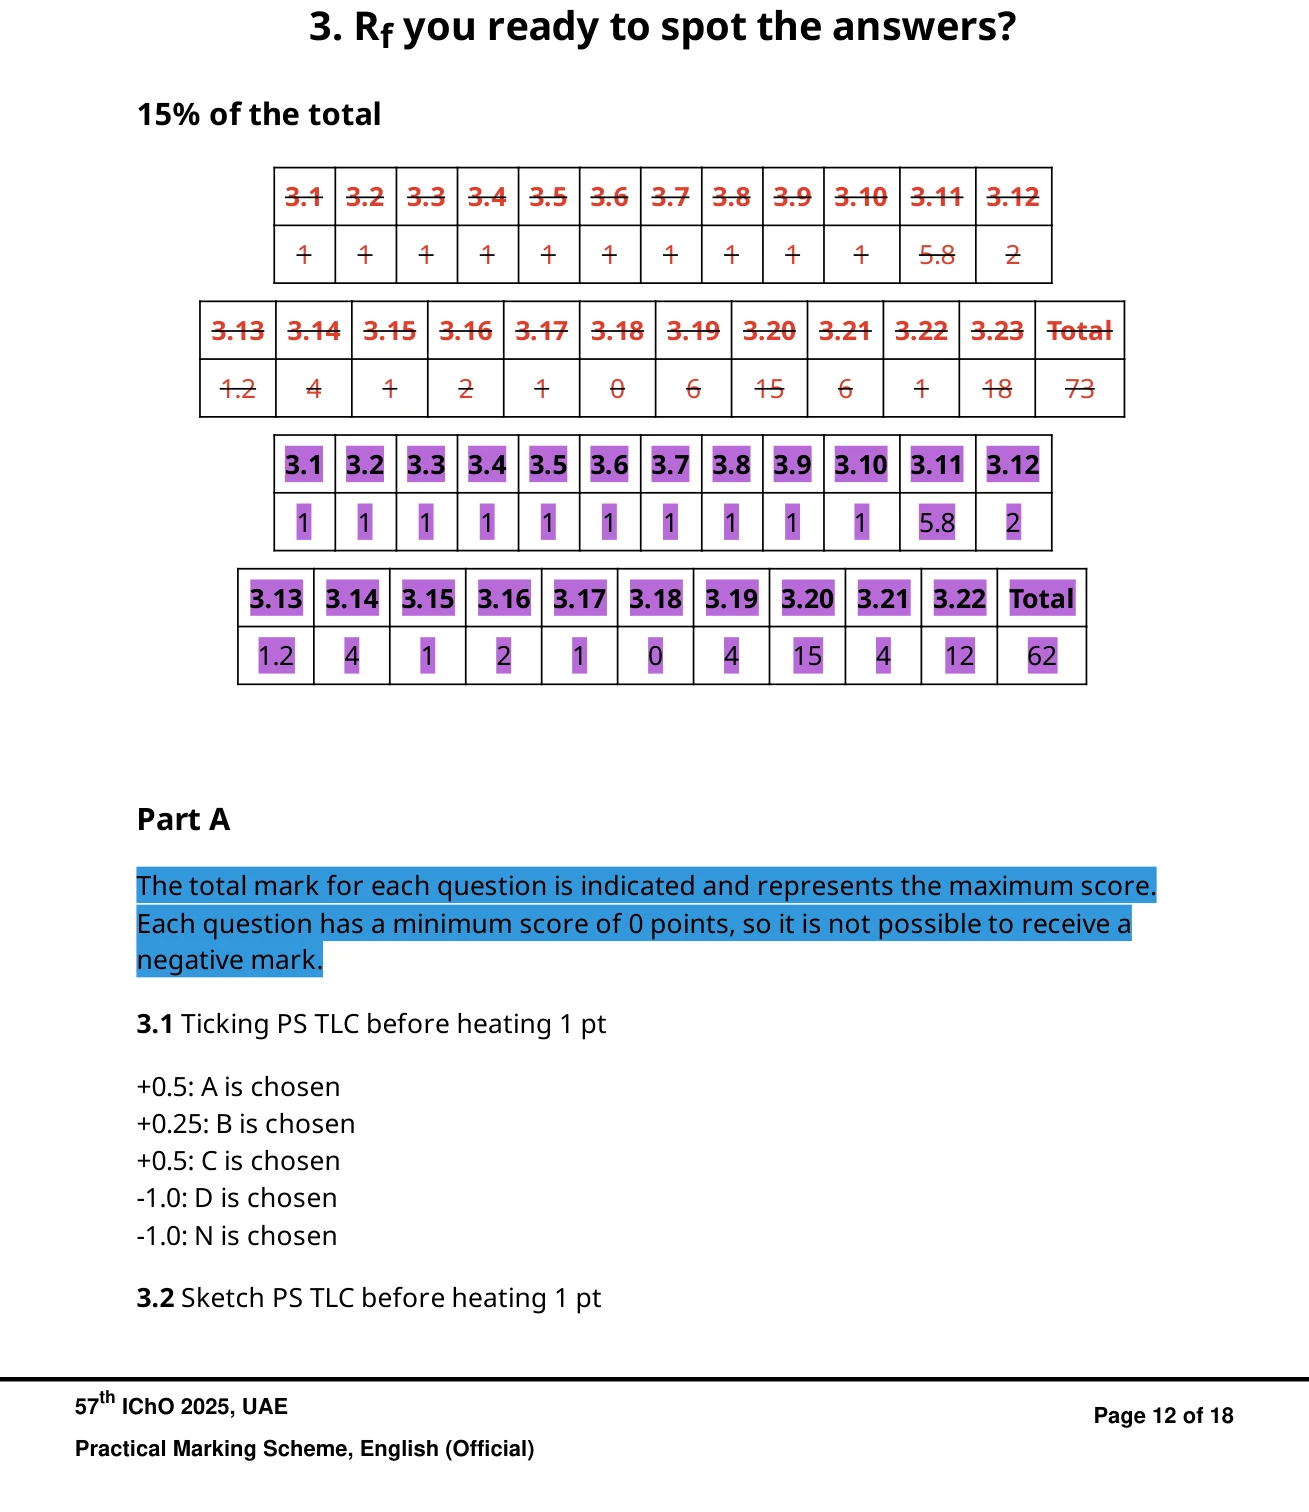 3. Rf you ready to spot the answers?
15% of the total
3.1 3.2 3.3 3.4 3.5 3.6 3.7 3.8 3.9 3.10 3.11 3.12
1 1 1 1 1 1 1 1 1 1 5.8 2
3.13 3.14 3.15 3.16 3.17 3.18 3.19 3.20 3.21 3.22 3.23 Total
1.2 4 1 2 1 0 6 15 6 1 18 73
3.1 3.2 3.3 3.4 3.5 3.6 3.7 3.8 3.9 3.10 3.11 3.12
1 1 1 1 1 1 1 1 1 1 5.8 2
3.13 3.14 3.15 3.16 3.17 3.18 3.19 3.20 3.21 3.22 Total
1.2 4 1 2 1 0 4 15 4 12 62
Part A
The total mark for each question is indicated and represents the maximum score.
Each question has a minimum score of 0 points, so it is not possible to receive a
negative mark.
3.1 Ticking PS TLC before heating 1 pt
+0.5: A is chosen
+0.25: B is chosen
+0.5: C is chosen
-1.0: D is chosen
-1.0: N is chosen
3.2 Sketch PS TLC before heating 1 pt
57th IChO 2025, UAE
Page 12 of 18
Practical Marking Scheme, English (Official)